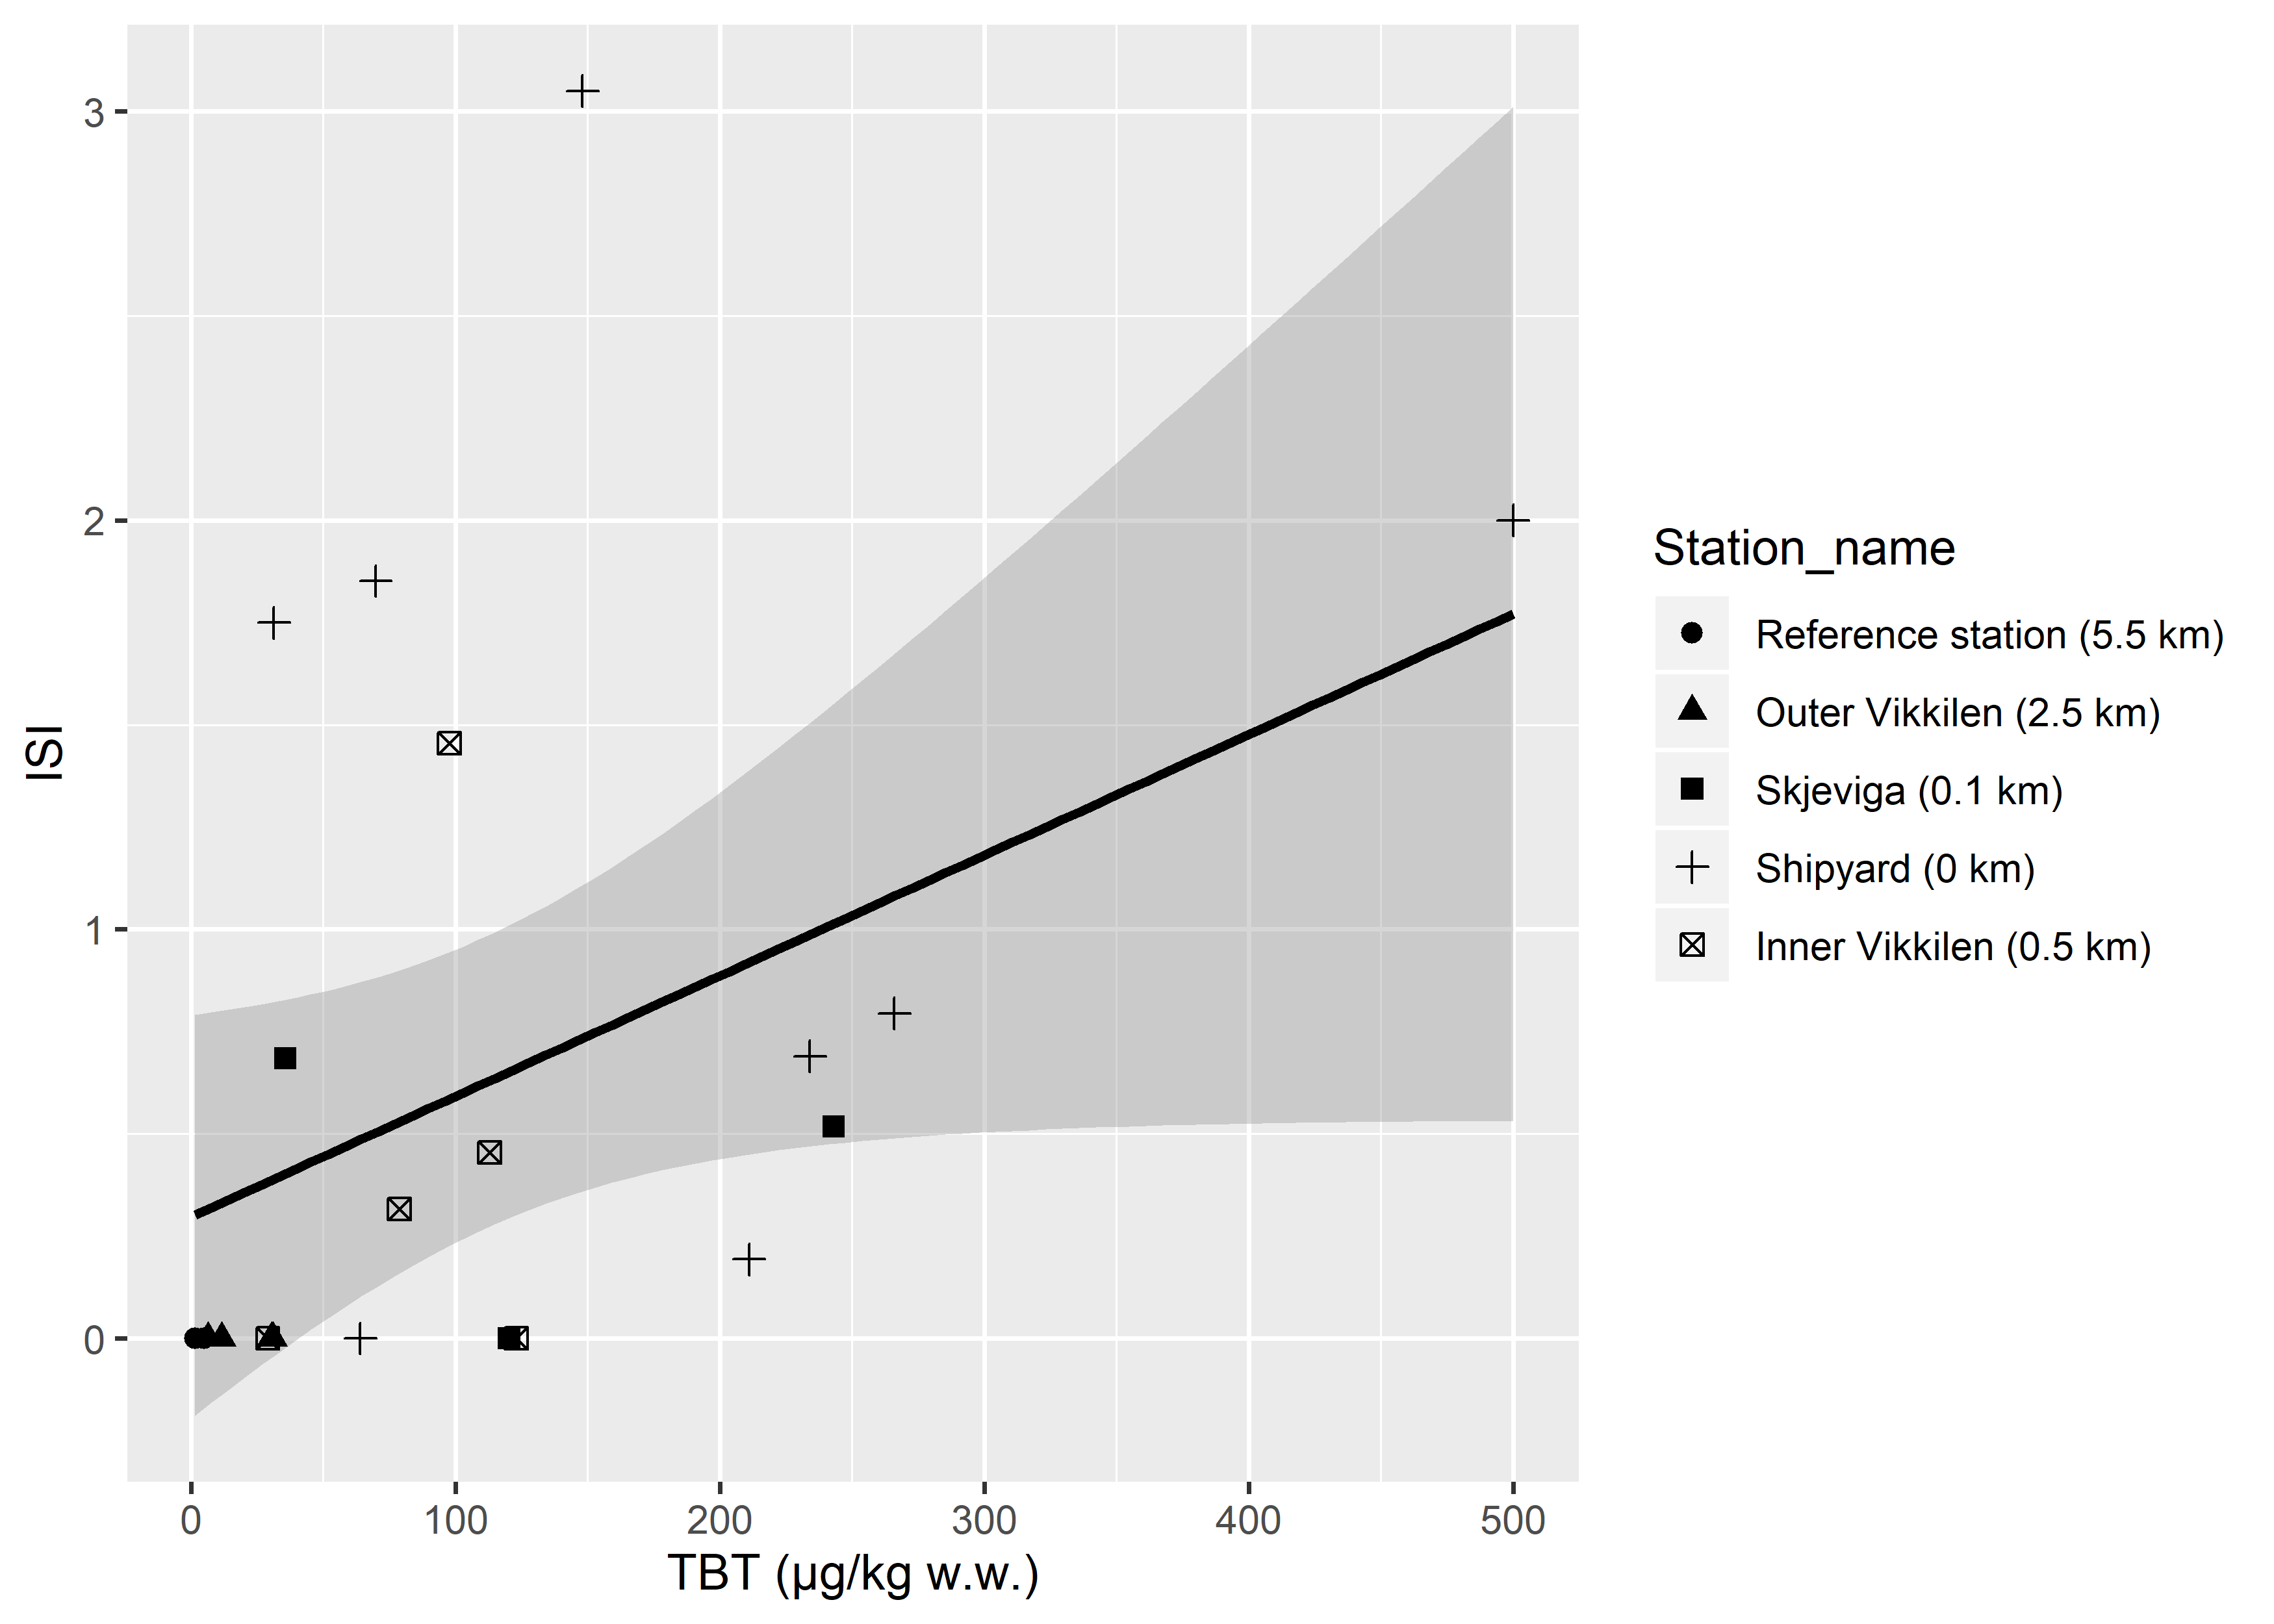 3
2
1
0
ISI
0 100 200 300 400 500
TBT (µg/kg w.w.)
Station_name
Reference station (5.5 km)
Outer Vikkilen (2.5 km)
Skjeviga (0.1 km)
Shipyard (0 km)
Inner Vikkilen (0.5 km)